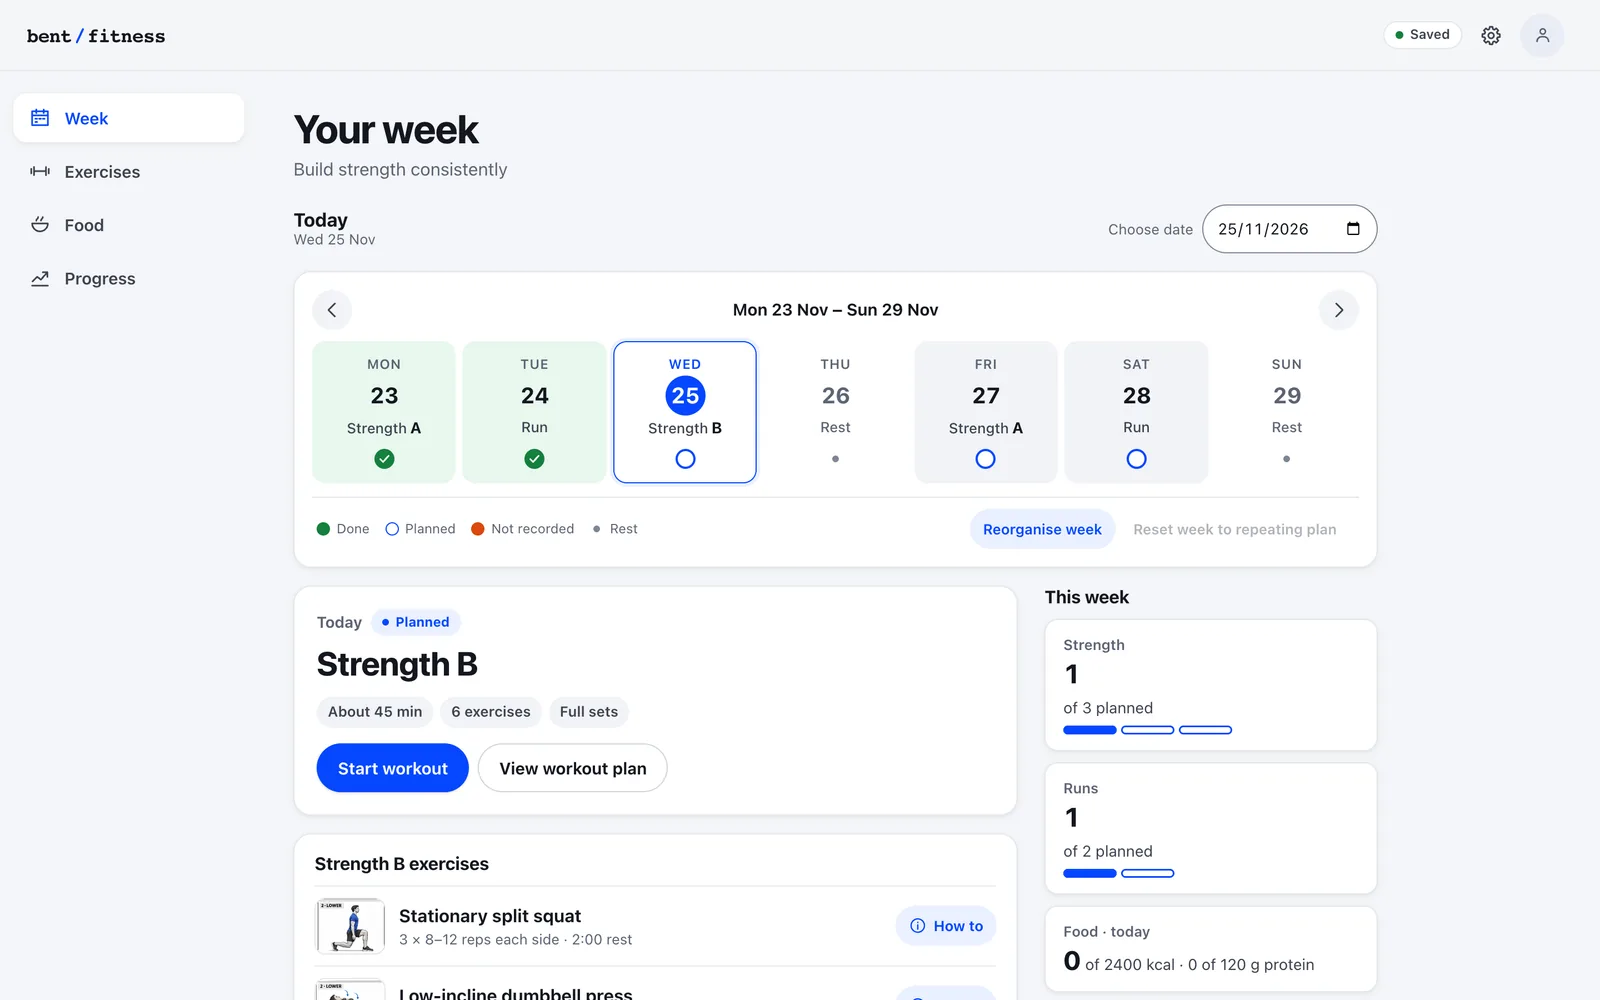 bent/fitness
Saved
Week
Exercises
Food
Progress
Your week
Build strength consistently
Today
Wed 25 Nov
Choose date
25/11/2026
Mon 23 Nov – Sun 29 Nov
MON
23
Strength A
TUE
24
Run
WED
25
Strength B
THU
26
Rest
FRI
27
Strength A
SAT
28
Run
SUN
29
Rest
Done
Planned
Not recorded
Rest
Reorganise week
Reset week to repeating plan
Today
Planned
Strength B
About 45 min
6 exercises
Full sets
Start workout
View workout plan
Strength B exercises
2 · LOWER
Stationary split squat
3 × 8–12 reps each side · 2:00 rest
How to
2 · LOWER
Low-incline dumbbell press
This week
Strength
1
of 3 planned
Runs
1
of 2 planned
Food · today
0 of 2400 kcal · 0 of 120 g protein